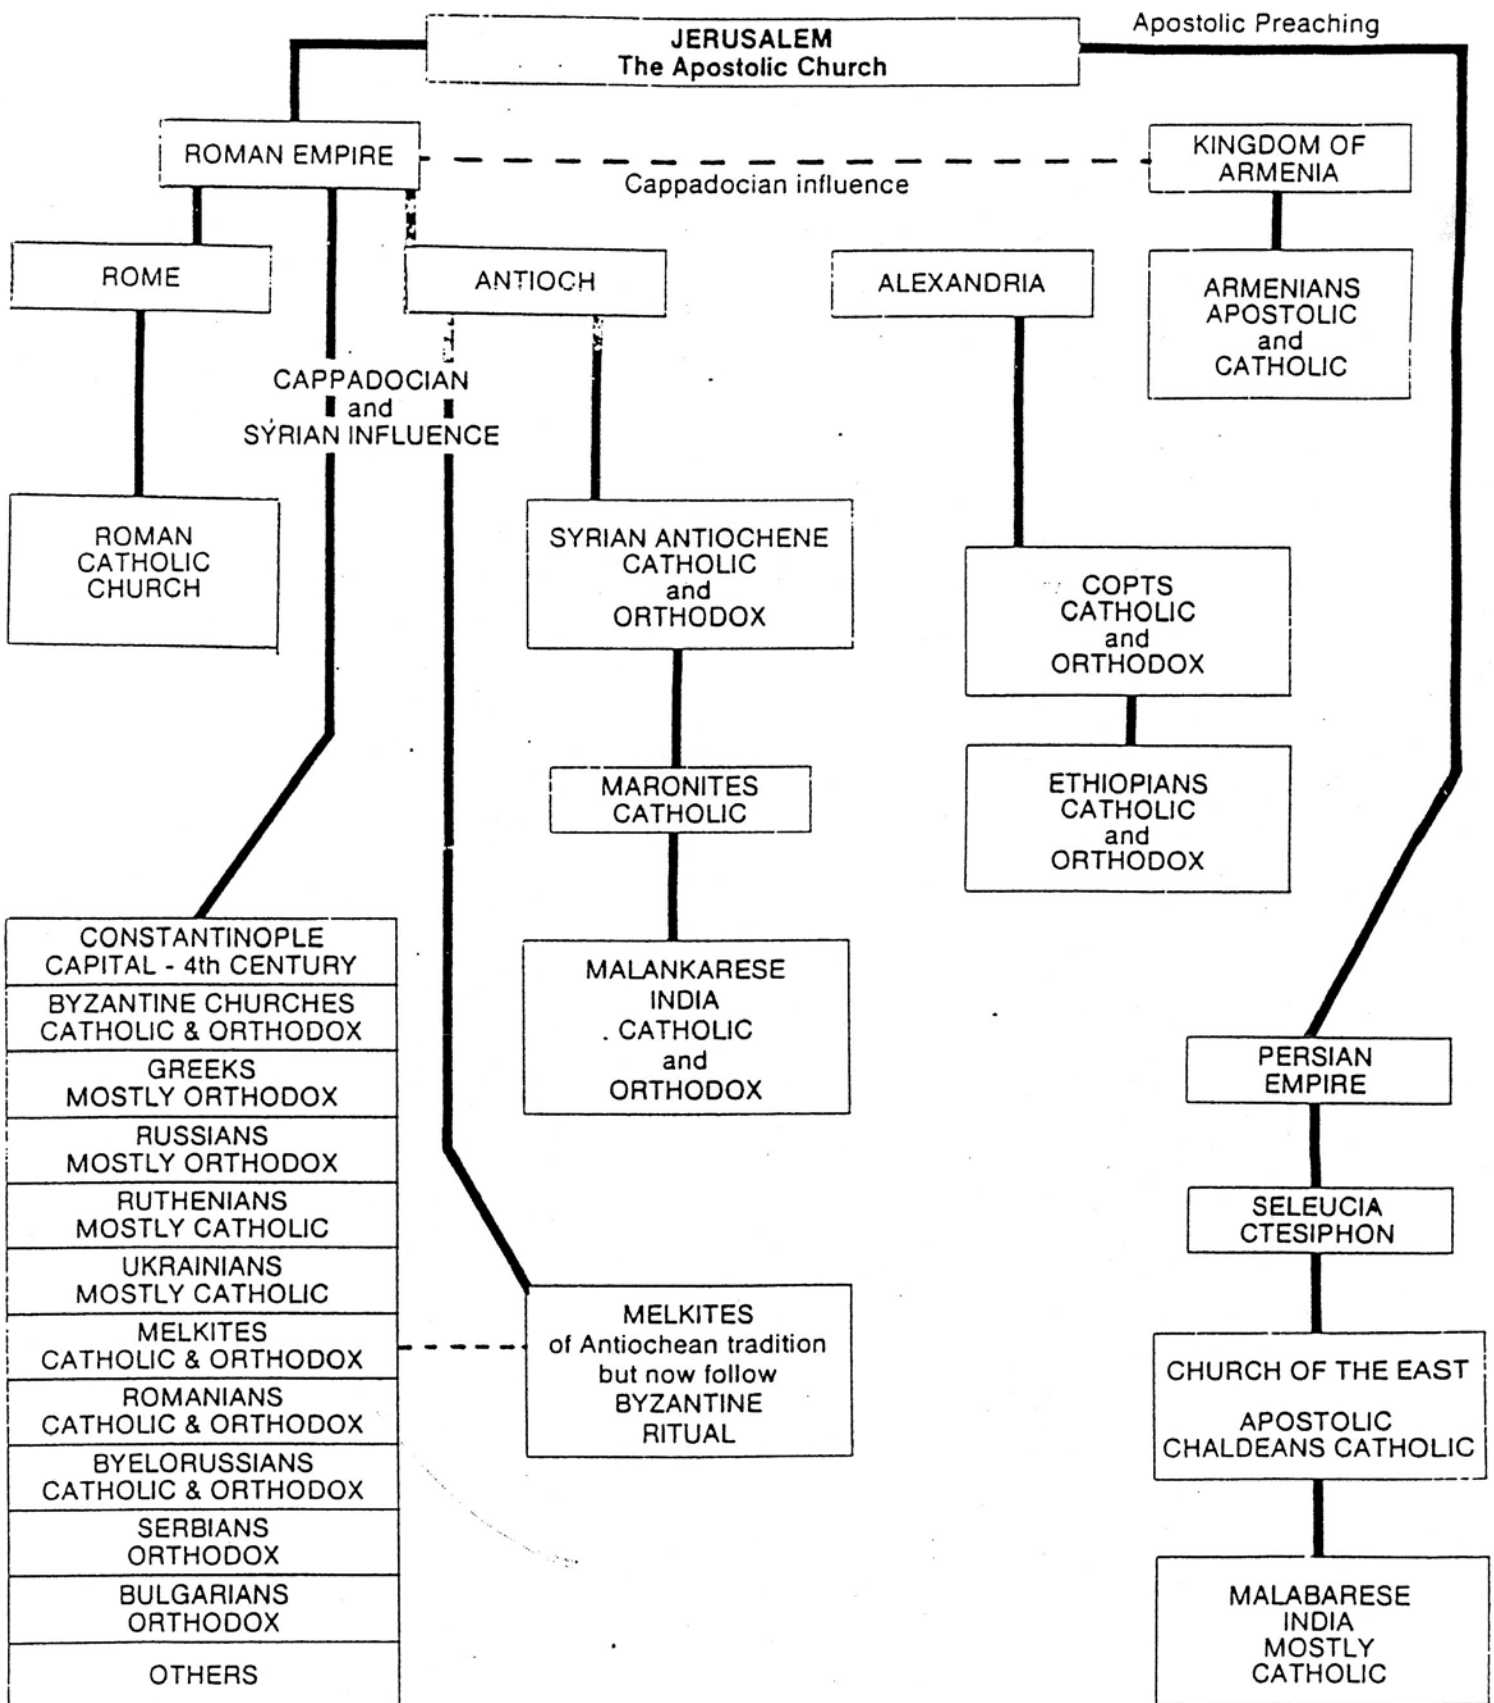 Apostolic Preaching
JERUSALEM
The Apostolic Church
ROMAN EMPIRE
Cappadocian influence
KINGDOM OF
ARMENIA
ROME
ANTIOCH
ALEXANDRIA
ARMENIANS
APOSTOLIC
and
CATHOLIC
CAPPADOCIAN
and
SYRIAN INFLUENCE
ROMAN
CATHOLIC
CHURCH
SYRIAN ANTIOCHENE
CATHOLIC
and
ORTHODOX
COPTS
CATHOLIC
and
ORTHODOX
MARONITES
CATHOLIC
ETHIOPIANS
CATHOLIC
and
ORTHODOX
CONSTANTINOPLE
CAPITAL - 4th CENTURY
BYZANTINE CHURCHES
CATHOLIC & ORTHODOX
GREEKS
MOSTLY ORTHODOX
RUSSIANS
MOSTLY ORTHODOX
RUTHENIANS
MOSTLY CATHOLIC
UKRAINIANS
MOSTLY CATHOLIC
MELKITES
CATHOLIC & ORTHODOX
ROMANIANS
CATHOLIC & ORTHODOX
BYELORUSSIANS
CATHOLIC & ORTHODOX
SERBIANS
ORTHODOX
BULGARIANS
ORTHODOX
OTHERS
MALANKARESE
INDIA
CATHOLIC
and
ORTHODOX
MELKITES
of Antiochean tradition
but now follow
BYZANTINE
RITUAL
PERSIAN
EMPIRE
SELEUCIA
CTESIPHON
CHURCH OF THE EAST
APOSTOLIC
CHALDEANS CATHOLIC
MALABARESE
INDIA
MOSTLY
CATHOLIC